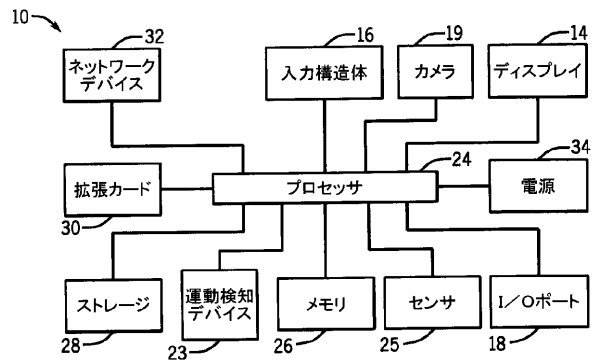 10
32
16
19
14
ネットワーク
デバイス
入力構造体
カメラ
ディスプレイ
24
34
拡張カード
プロセッサ
電源
30
ストレージ
運動検知
デバイス
メモリ
センサ
I/Oポート
28
23
26
25
18